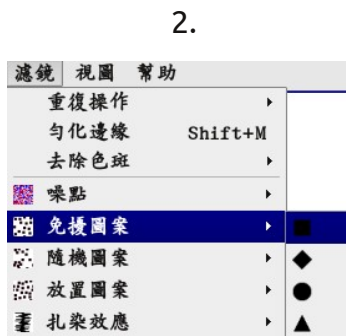 2.
濾鏡 視圖 幫助
重復操作
勻化邊緣 Shift+M
去除色斑
噪點
免擾圖案
隨機圖案
放置圖案
扎染效應